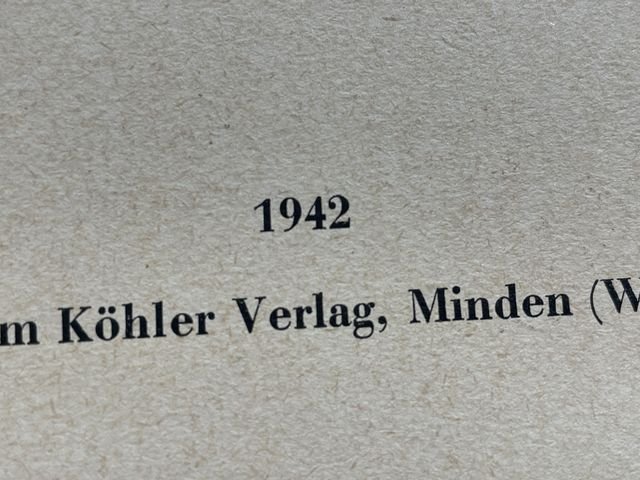 1942
m Köhler Verlag, Minden (W